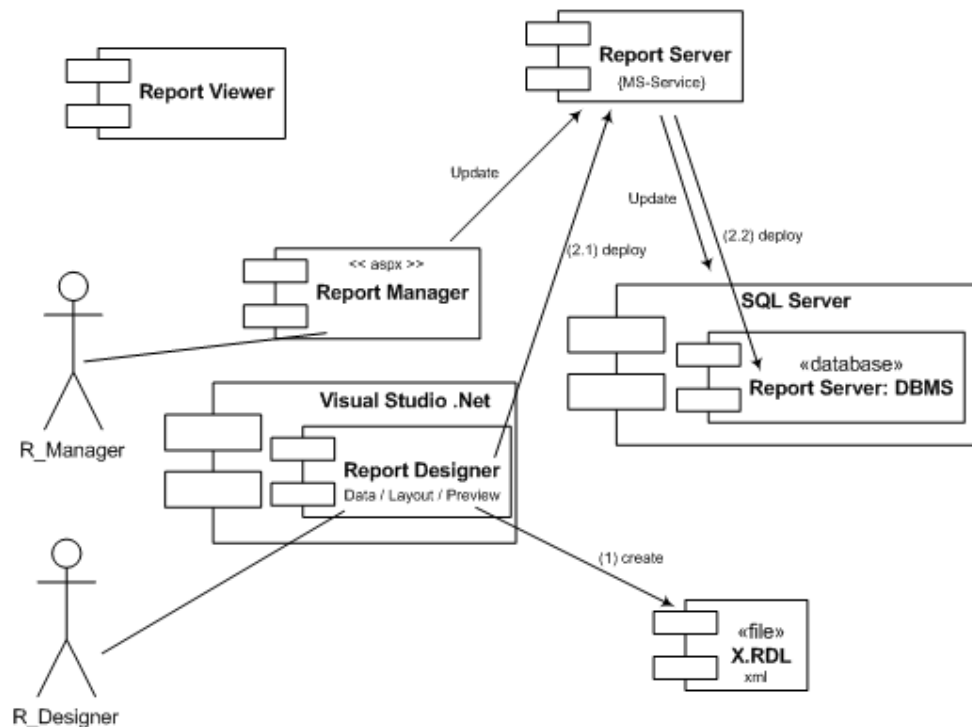 Report Server
{MS-Service}
Report Viewer
Update
Update
(2.2) deploy
(2.1) deploy
<< aspx >>
Report Manager
SQL Server
«database»
Report Server: DBMS
R_Manager
Visual Studio .Net
Report Designer
Data / Layout / Preview
(1) create
«file»
X.RDL
xml
R_Designer